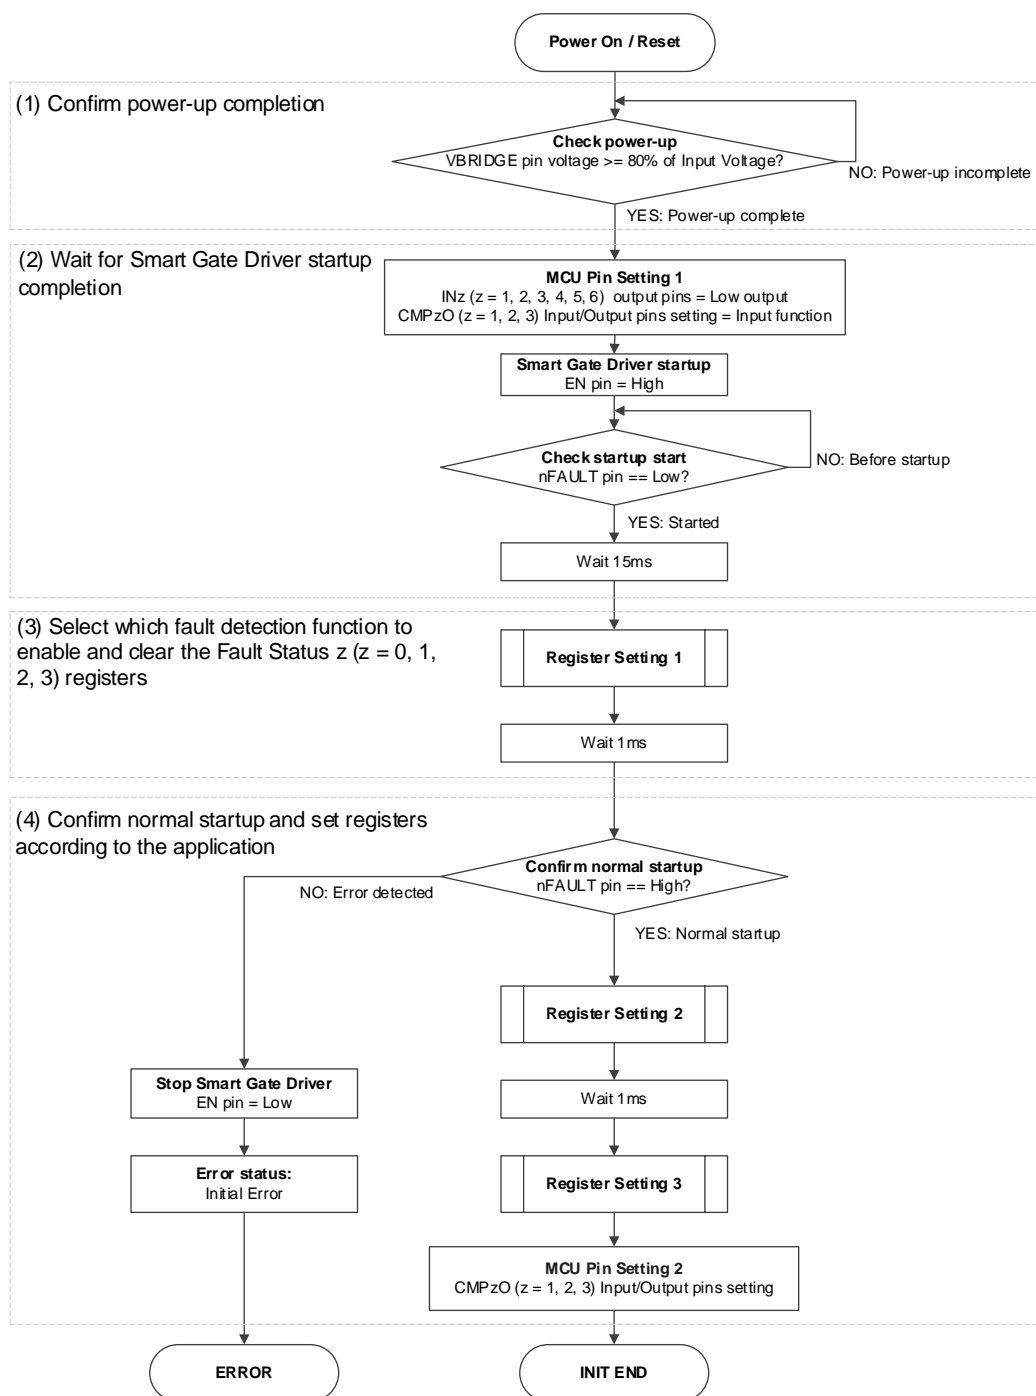 Power On / Reset
(1) Confirm power-up completion
Check power-up
VBRIDGE pin voltage >= 80% of Input Voltage?
NO: Power-up incomplete
YES: Power-up complete
(2) Wait for Smart Gate Driver startup
completion
MCU Pin Setting 1
INz (z = 1, 2, 3, 4, 5, 6) output pins = Low output
CMPzO (z = 1, 2, 3) Input/Output pins setting = Input function
Smart Gate Driver startup
EN pin = High
Check startup start
nFAULT pin == Low?
NO: Before startup
YES: Started
Wait 15ms
(3) Select which fault detection function to
enable and clear the Fault Status z (z = 0, 1,
2, 3) registers
Register Setting 1
Wait 1ms
(4) Confirm normal startup and set registers
according to the application
Confirm normal startup
nFAULT pin == High?
NO: Error detected
YES: Normal startup
Register Setting 2
Stop Smart Gate Driver
EN pin = Low
Wait 1ms
Error status:
Initial Error
Register Setting 3
MCU Pin Setting 2
CMPzO (z = 1, 2, 3) Input/Output pins setting
ERROR
INIT END